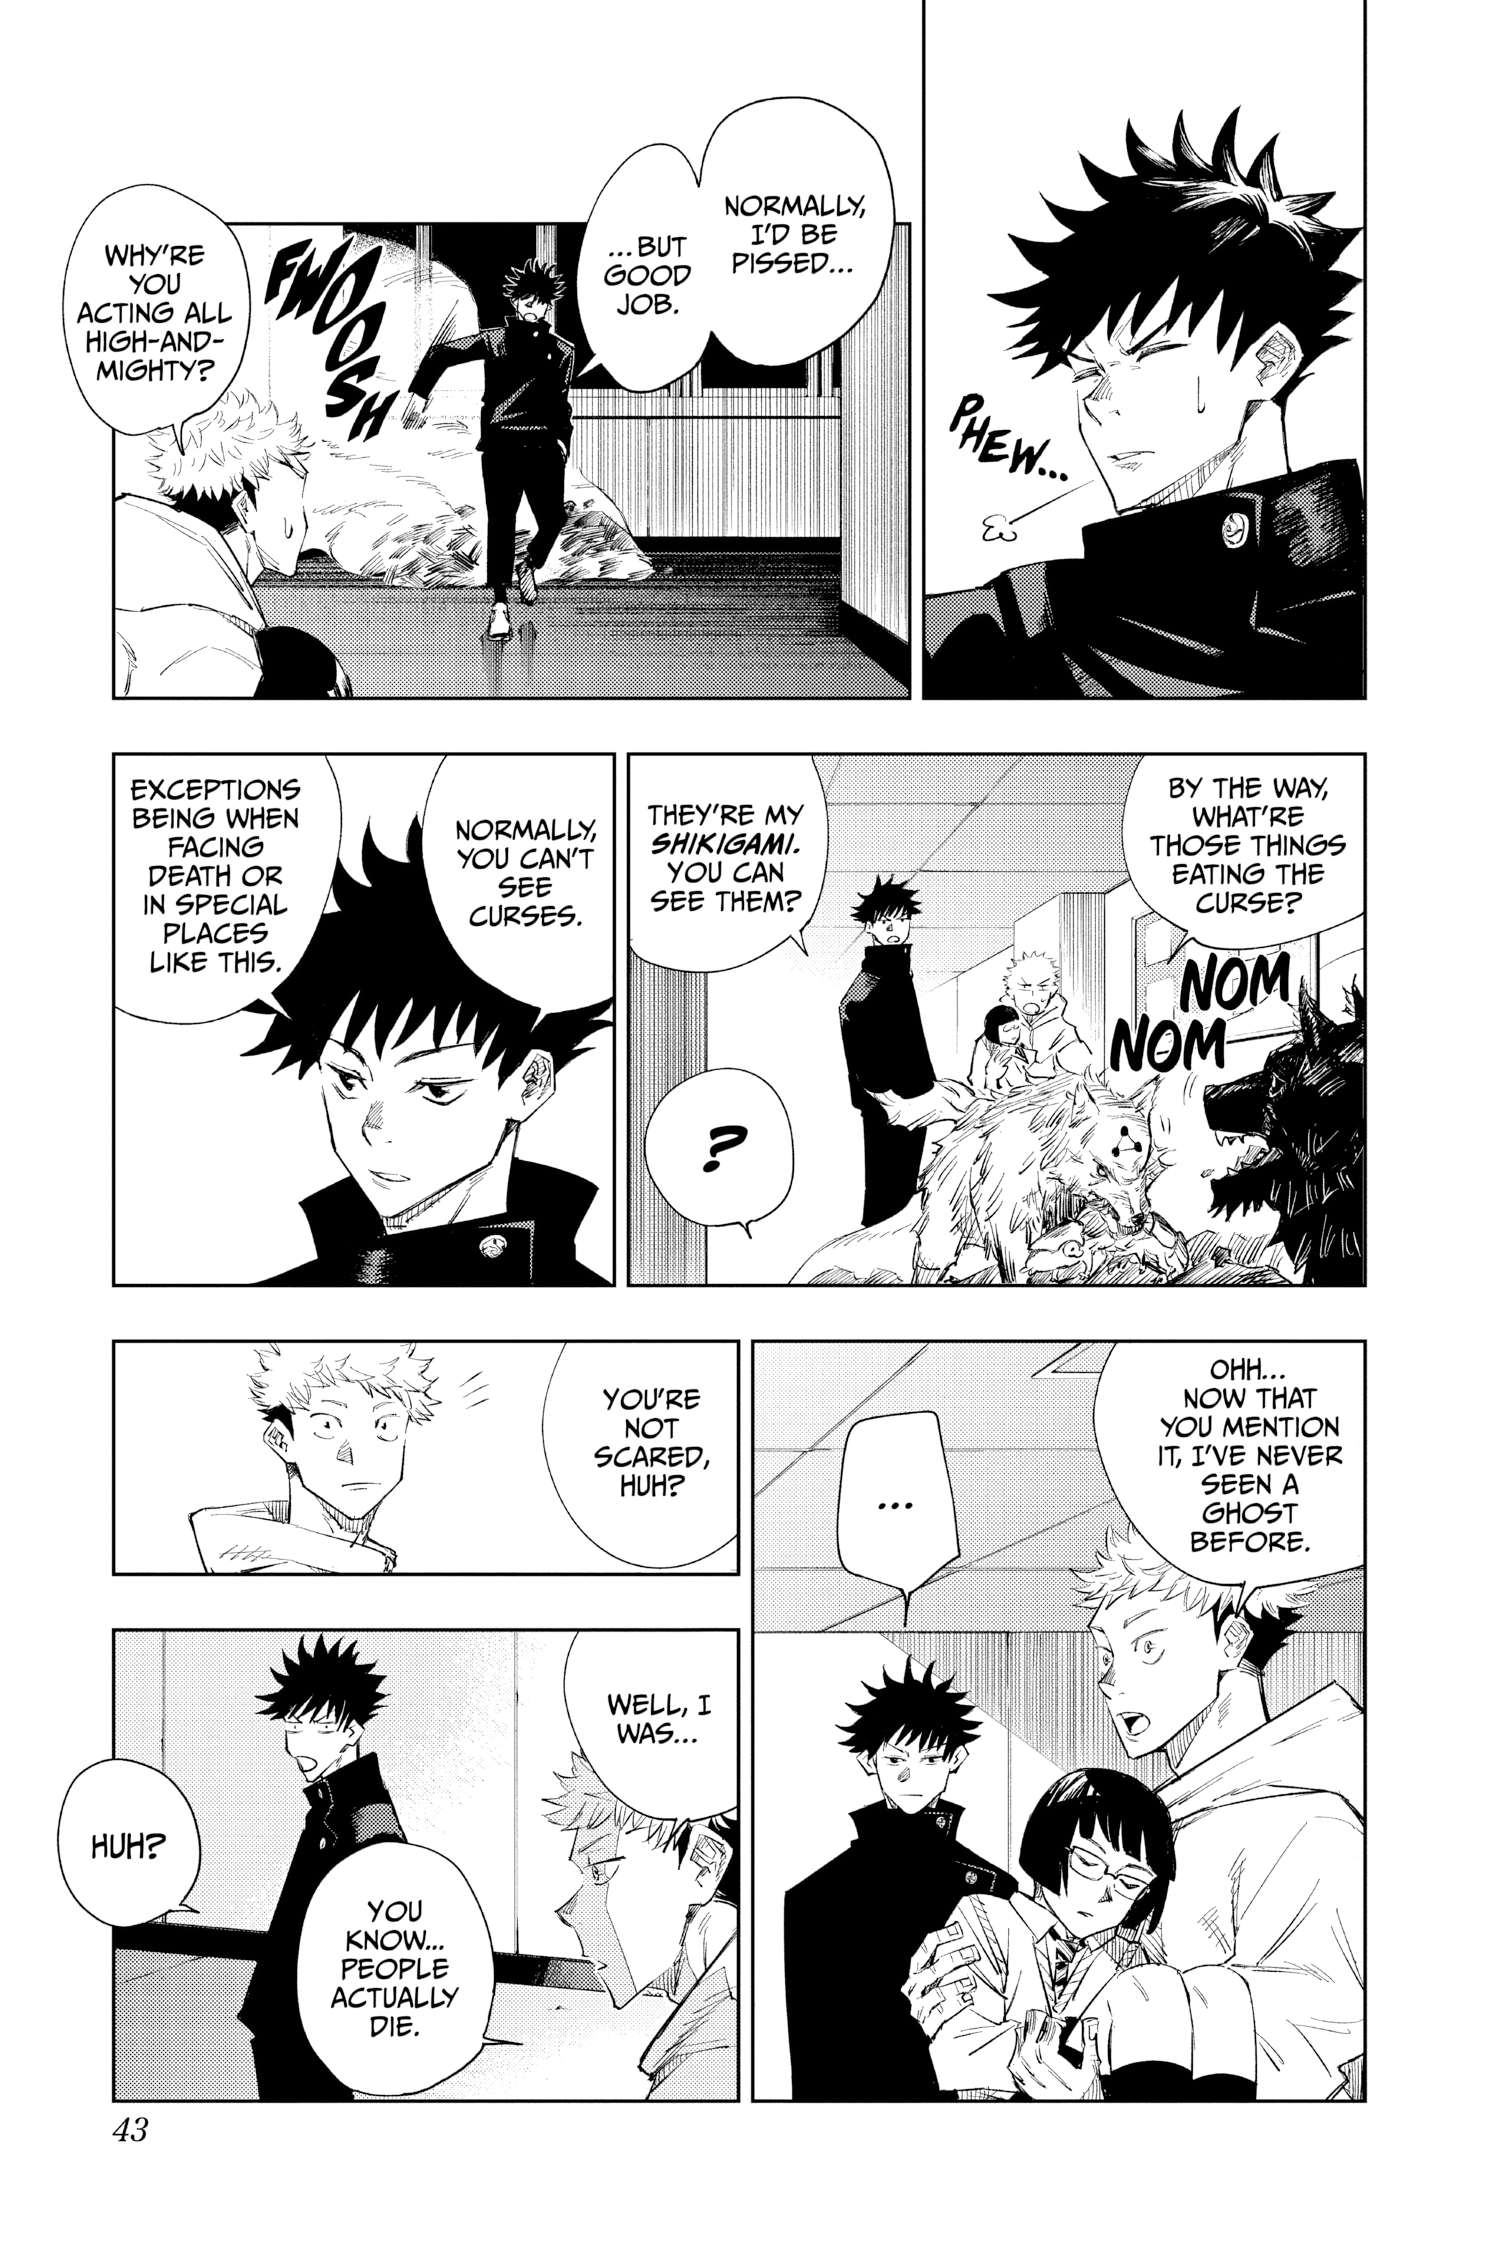 PHEW...
NORMALLY,
I'D BE
PISSED...
...BUT
GOOD
JOB.
FWOOSH
WHY'RE
YOU
ACTING ALL
HIGH-AND-
MIGHTY?
BY THE WAY,
WHAT'RE
THOSE THINGS
EATING THE
CURSE?
NOM
NOM
THEY'RE MY
SHIKIGAMI.
YOU CAN
SEE THEM?
?
NORMALLY,
YOU CAN'T
SEE
CURSES.
EXCEPTIONS
BEING WHEN
FACING
DEATH OR
IN SPECIAL
PLACES
LIKE THIS.
OHH...
NOW THAT
YOU MENTION
IT, I'VE NEVER
SEEN A
GHOST
BEFORE.
...
YOU'RE
NOT
SCARED,
HUH?
WELL, I
WAS...
HUH?
YOU
KNOW...
PEOPLE
ACTUALLY
DIE.
43